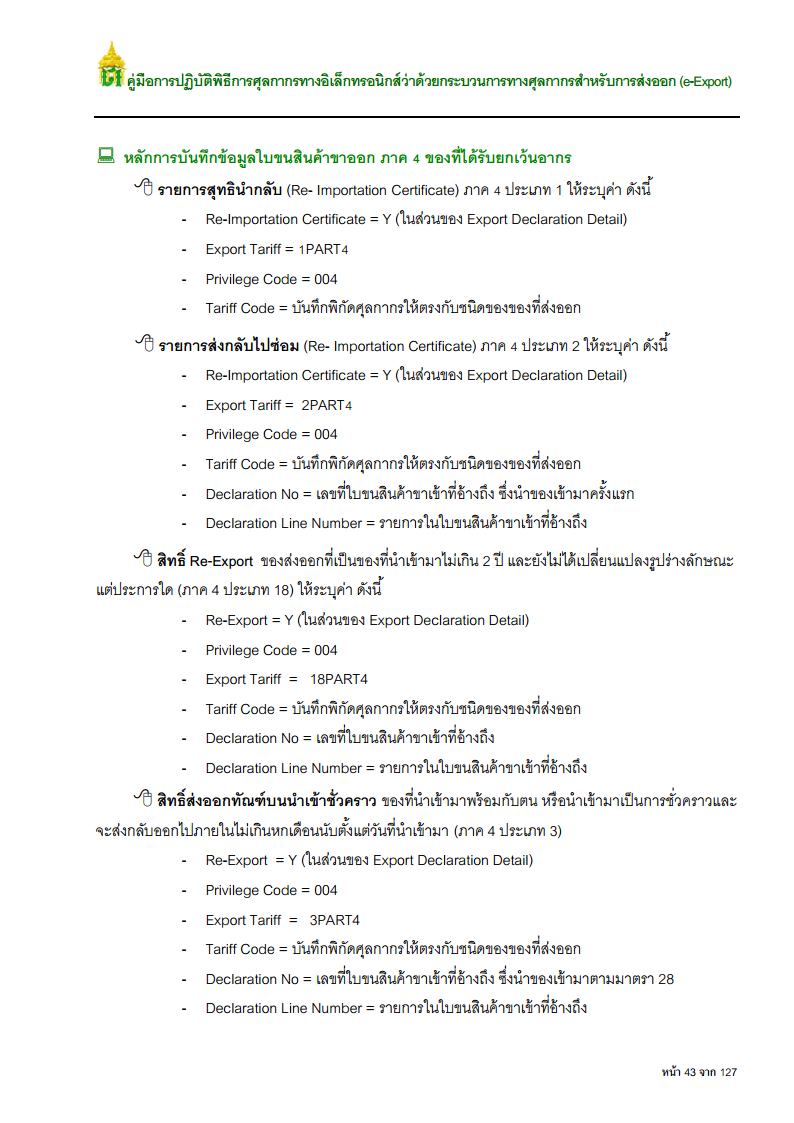 คู่มือการปฏิบัติพิธีการศุลกากรทางอิเล็กทรอนิกส์ว่าด้วยกระบวนการทางศุลกากรสำหรับการส่งออก (e-Export)
หลักการบันทึกข้อมูลใบขนสินค้าขาออก ภาค 4 ของที่ได้รับยกเว้นอากร
รายการสุทธินำกลับ (Re- Importation Certificate) ภาค 4 ประเภท 1 ให้ระบุค่า ดังนี้
- Re-Importation Certificate = Y (ในส่วนของ Export Declaration Detail)
- Export Tariff = 1PART4
- Privilege Code = 004
- Tariff Code = บันทึกพิกัดศุลกากรให้ตรงกับชนิดของของที่ส่งออก
รายการส่งกลับไปซ่อม (Re- Importation Certificate) ภาค 4 ประเภท 2 ให้ระบุค่า ดังนี้
- Re-Importation Certificate = Y (ในส่วนของ Export Declaration Detail)
- Export Tariff = 2PART4
- Privilege Code = 004
- Tariff Code = บันทึกพิกัดศุลกากรให้ตรงกับชนิดของของที่ส่งออก
- Declaration No = เลขที่ใบขนสินค้าขาเข้าที่อ้างถึง ซึ่งนำของเข้ามาครั้งแรก
- Declaration Line Number = รายการในใบขนสินค้าขาเข้าที่อ้างถึง
สิทธิ์ Re-Export ของส่งออกที่เป็นของที่นำเข้ามาไม่เกิน 2 ปี และยังไม่ได้เปลี่ยนแปลงรูปร่างลักษณะ
แต่ประการใด (ภาค 4 ประเภท 18) ให้ระบุค่า ดังนี้
- Re-Export = Y (ในส่วนของ Export Declaration Detail)
- Privilege Code = 004
- Export Tariff = 18PART4
- Tariff Code = บันทึกพิกัดศุลกากรให้ตรงกับชนิดของของที่ส่งออก
- Declaration No = เลขที่ใบขนสินค้าขาเข้าที่อ้างถึง
- Declaration Line Number = รายการในใบขนสินค้าขาเข้าที่อ้างถึง
สิทธิ์ส่งออกทัณฑ์บนนำเข้าชั่วคราว ของที่นำเข้ามาพร้อมกับตน หรือนำเข้ามาเป็นการชั่วคราวและ
จะส่งกลับออกไปภายในไม่เกินหกเดือนนับตั้งแต่วันที่นำเข้ามา (ภาค 4 ประเภท 3)
- Re-Export = Y (ในส่วนของ Export Declaration Detail)
- Privilege Code = 004
- Export Tariff = 3PART4
- Tariff Code = บันทึกพิกัดศุลกากรให้ตรงกับชนิดของของที่ส่งออก
- Declaration No = เลขที่ใบขนสินค้าขาเข้าที่อ้างถึง ซึ่งนำของเข้ามาตามมาตรา 28
- Declaration Line Number = รายการในใบขนสินค้าขาเข้าที่อ้างถึง
หน้า 43 จาก 127